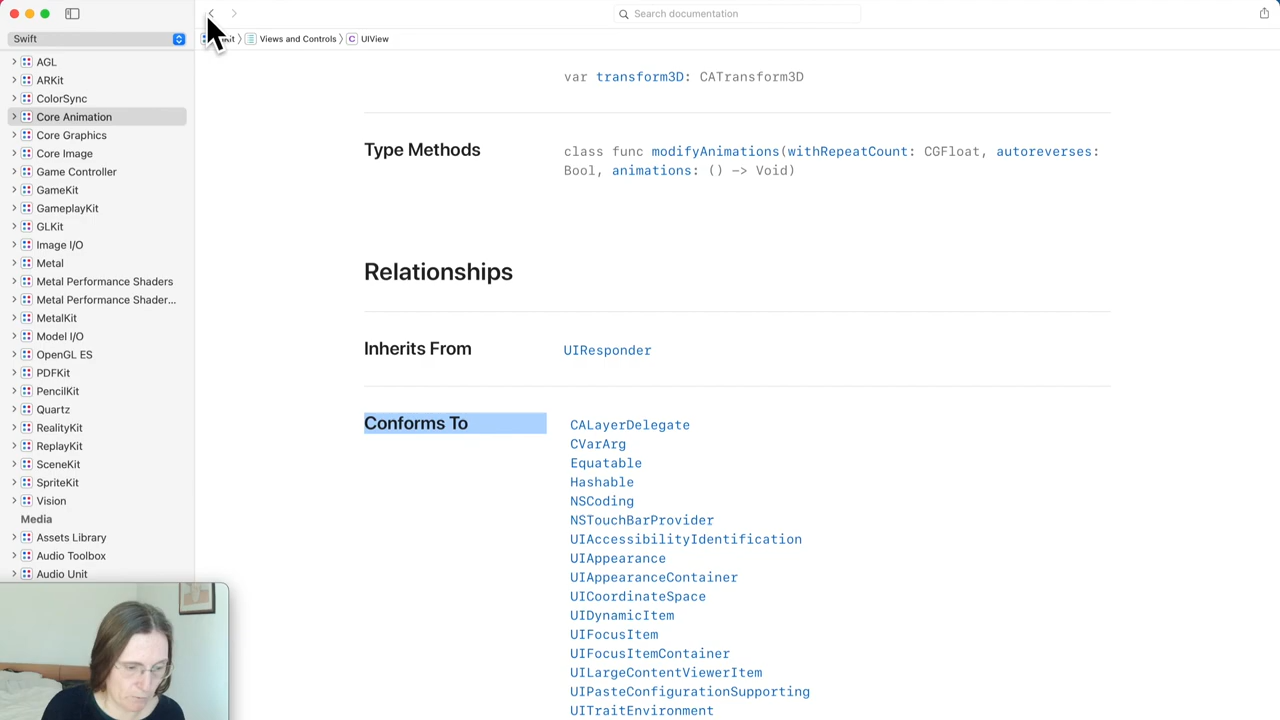 Search documentation
Swift
Views and Controls
C UIView
AGL
ARKit
ColorSync
Core Animation
Core Graphics
Core Image
Game Controller
GameKit
GameplayKit
GLKit
Image I/O
Metal
Metal Performance Shaders
Metal Performance Shader...
MetalKit
Model I/O
OpenGL ES
PDFKit
PencilKit
Quartz
RealityKit
ReplayKit
SceneKit
SpriteKit
Vision
Media
Assets Library
Audio Toolbox
Audio Unit
var transform3D: CATransform3D
Type Methods
class func modifyAnimations(withRepeatCount: CGFloat, autoreverses:
Bool, animations: () -> Void)
Relationships
Inherits From
UIResponder
Conforms To
CALayerDelegate
CVarArg
Equatable
Hashable
NSCoding
NSTouchBarProvider
UIAccessibilityIdentification
UIAppearance
UIAppearanceContainer
UICoordinateSpace
UIDynamicItem
UIFocusItem
UIFocusItemContainer
UILargeContentViewerItem
UIPasteConfigurationSupporting
UITraitEnvironment